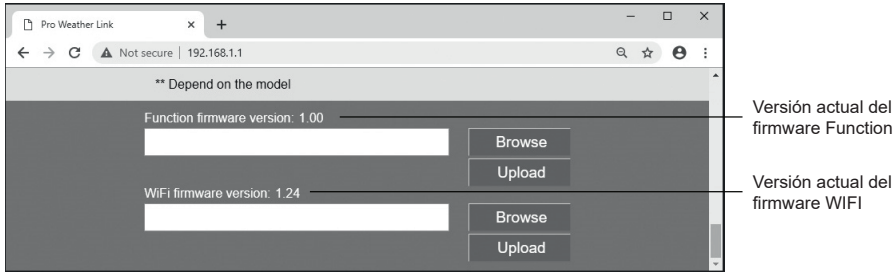 Pro Weather Link
Not secure | 192.168.1.1
** Depend on the model
Function firmware version: 1.00
Browse
Upload
WiFi firmware version: 1.24
Browse
Upload
Versión actual del
firmware Function
Versión actual del
firmware WIFI